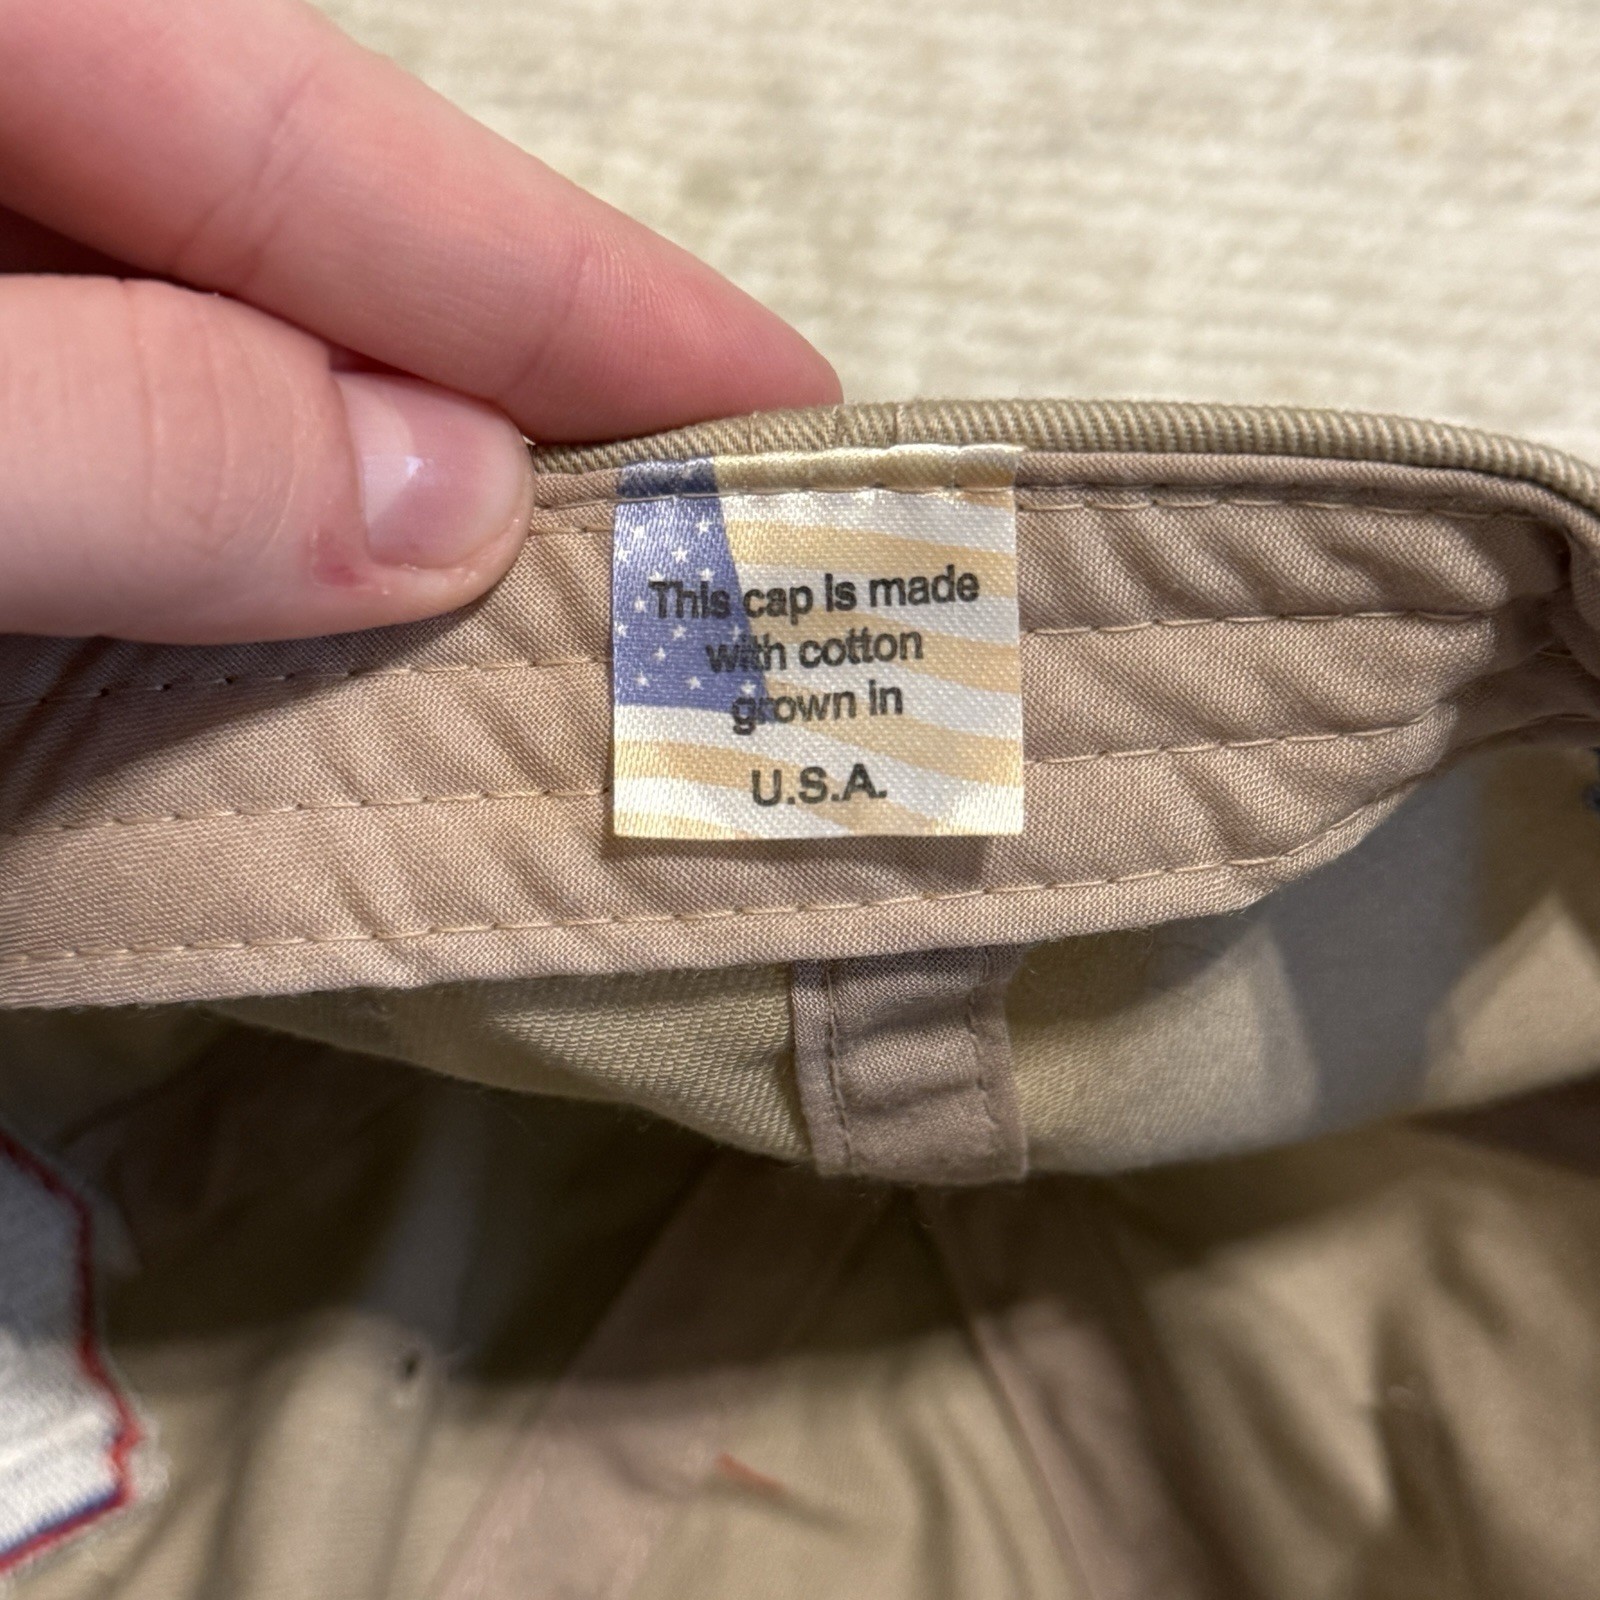 This cap is made
with cotton
grown in
U.S.A.